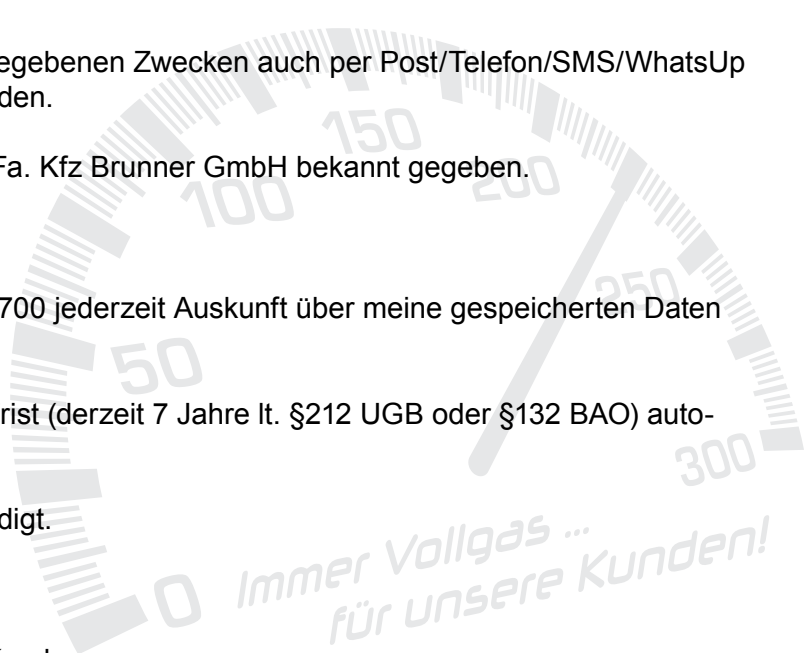 egebenen Zwecken auch per Post/Telefon/SMS/WhatsUp
den.
150
Fa. Kfz Brunner GmbH bekannt gegeben.
100
200
250
700 jederzeit Auskunft über meine gespeicherten Daten
50
rist (derzeit 7 Jahre lt. §212 UGB oder §132 BAO) auto-
300
digt.
0 Immer Vollgas ...
für unsere Kunden!